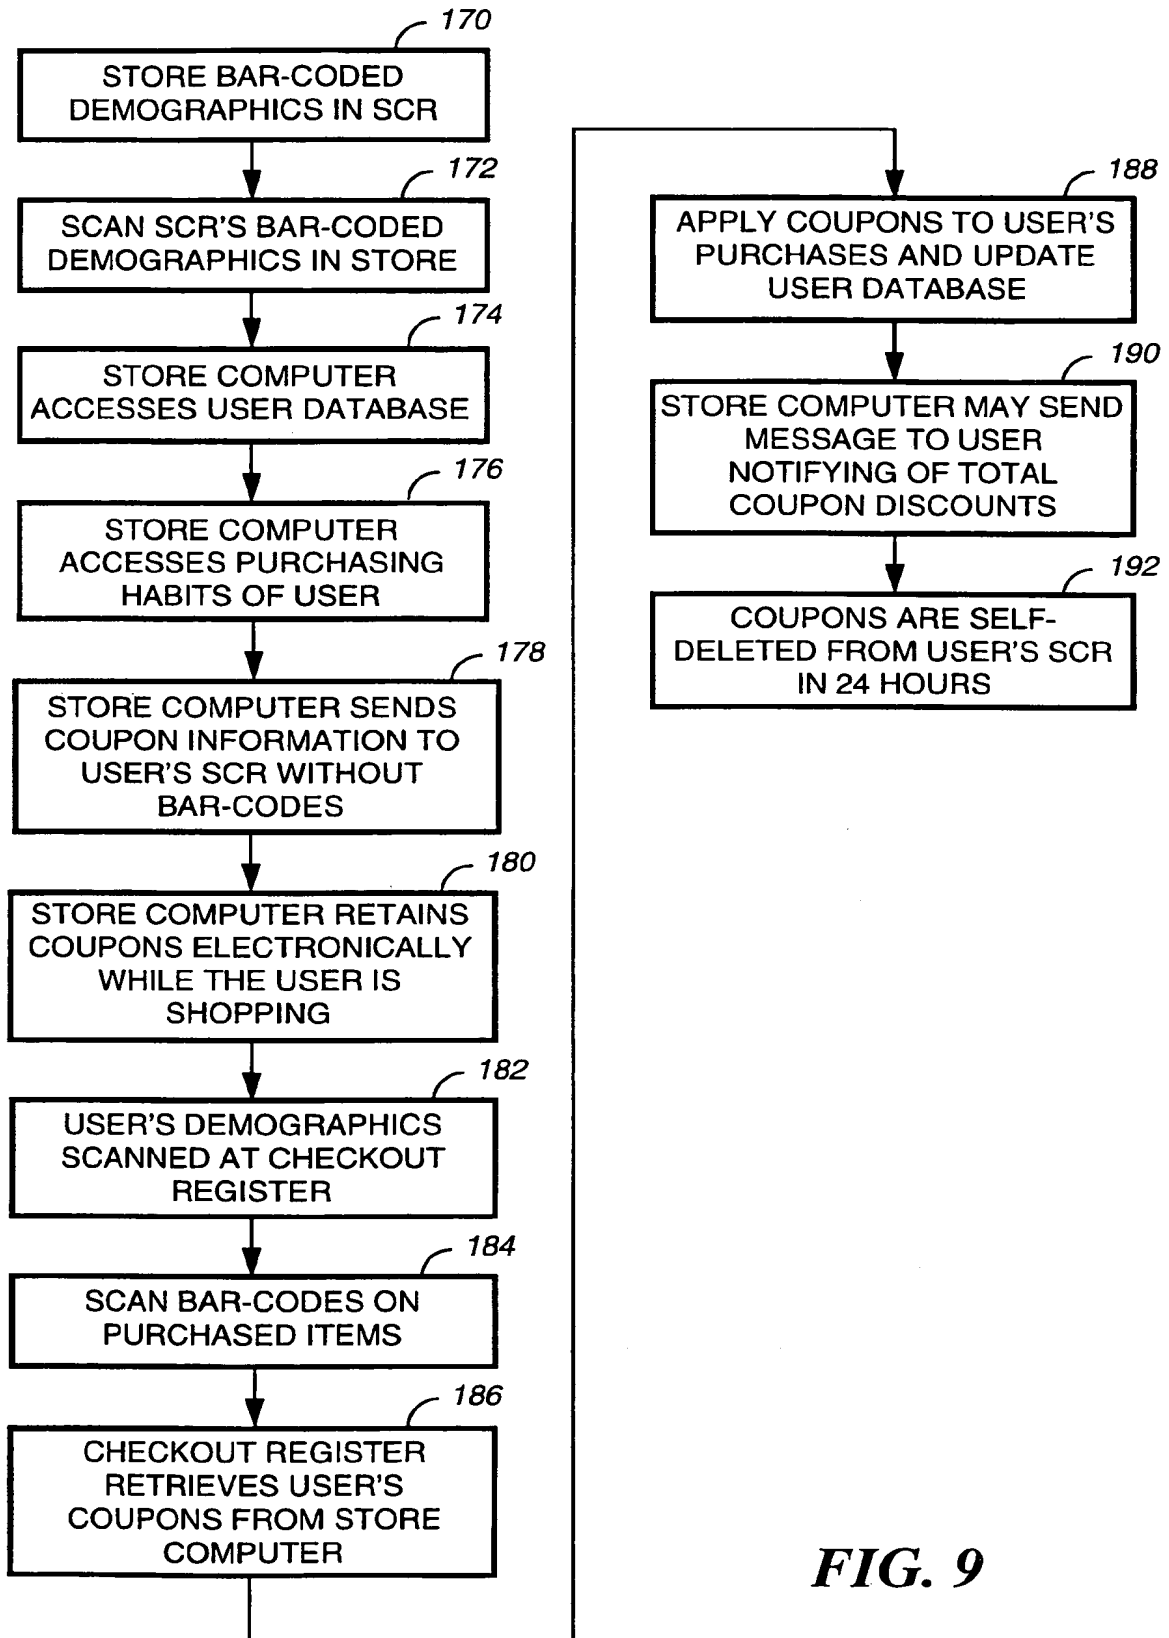 170
STORE BAR-CODED
DEMOGRAPHICS IN SCR
172
SCAN SCR'S BAR-CODED
DEMOGRAPHICS IN STORE
174
STORE COMPUTER
ACCESSES USER DATABASE
176
STORE COMPUTER
ACCESSES PURCHASING
HABITS OF USER
178
STORE COMPUTER SENDS
COUPON INFORMATION TO
USER'S SCR WITHOUT
BAR-CODES
180
STORE COMPUTER RETAINS
COUPONS ELECTRONICALLY
WHILE THE USER IS
SHOPPING
182
USER'S DEMOGRAPHICS
SCANNED AT CHECKOUT
REGISTER
184
SCAN BAR-CODES ON
PURCHASED ITEMS
186
CHECKOUT REGISTER
RETRIEVES USER'S
COUPONS FROM STORE
COMPUTER
188
APPLY COUPONS TO USER'S
PURCHASES AND UPDATE
USER DATABASE
190
STORE COMPUTER MAY SEND
MESSAGE TO USER
NOTIFYING OF TOTAL
COUPON DISCOUNTS
192
COUPONS ARE SELF-
DELETED FROM USER'S SCR
IN 24 HOURS
FIG. 9